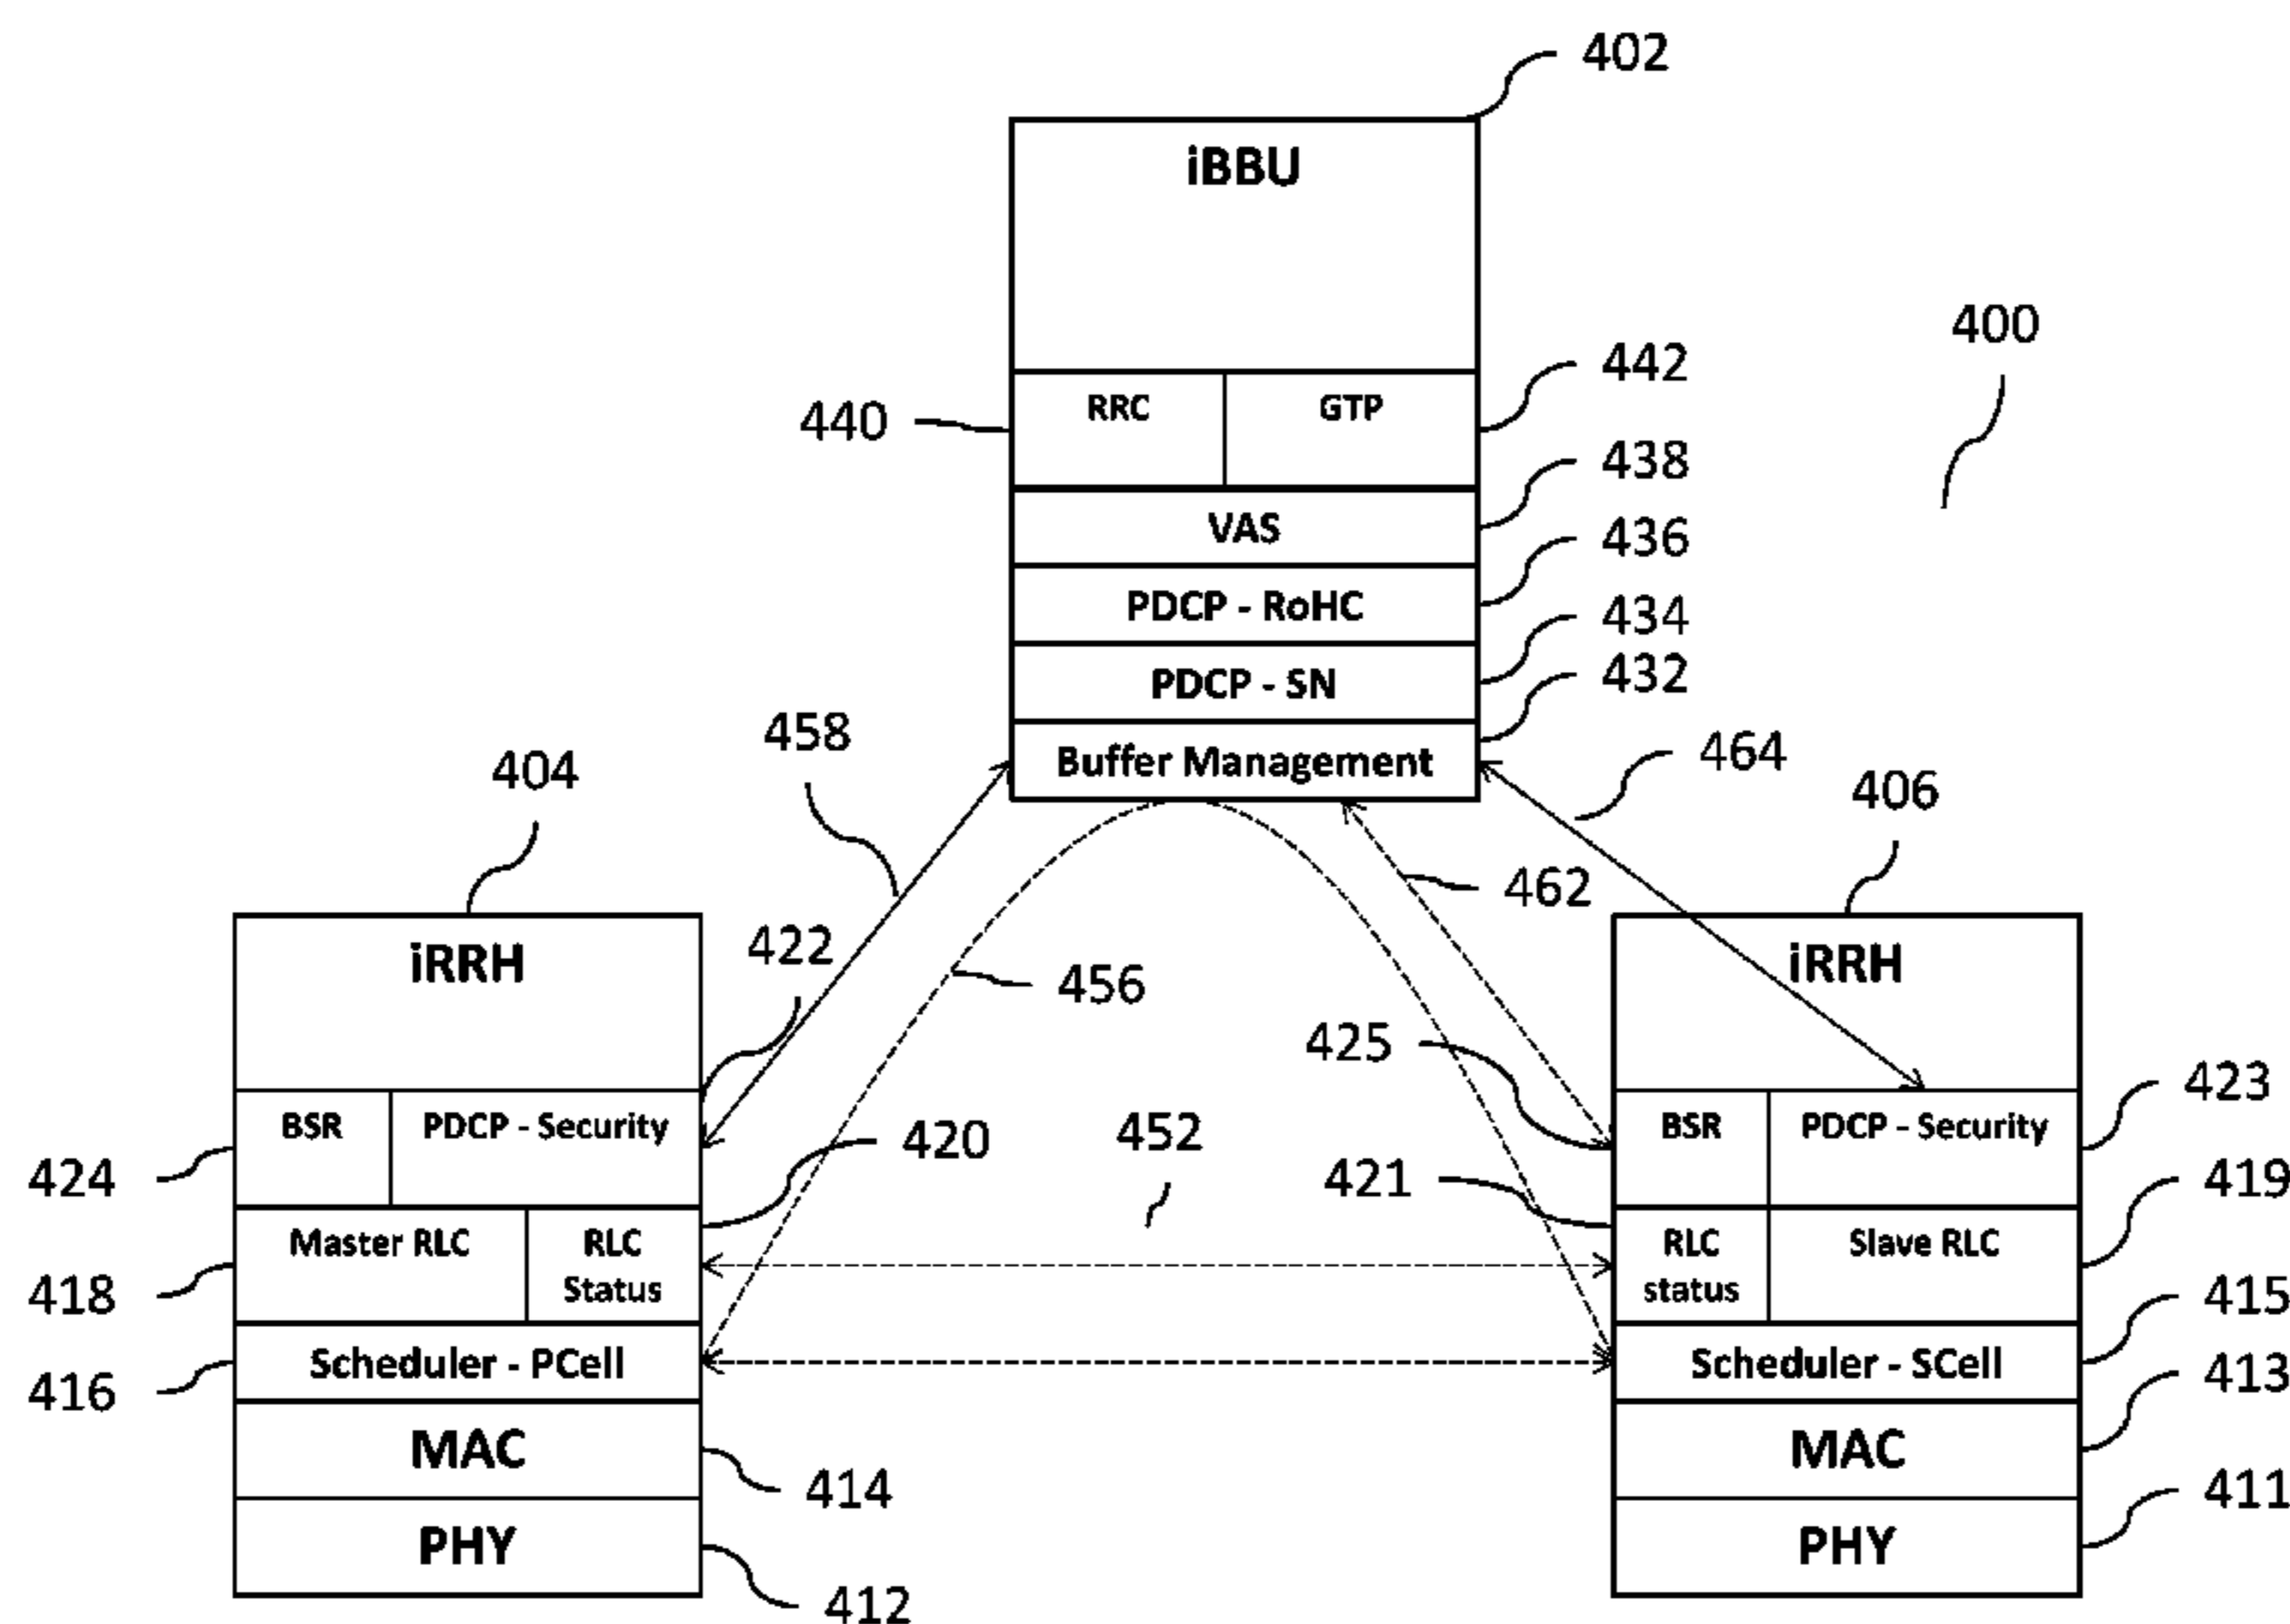 402
iBBU
400
442
440
RRC
GTP
438
VAS
436
PDCP - RoHC
434
PDCP - SN
432
Buffer Management
458
464
404
406
462
iRRH
iRRH
422
456
425
423
BSR
PDCP - Security
420
452
BSR
PDCP - Security
424
421
419
Master RLC
RLC
Status
RLC
status
Slave RLC
418
415
Scheduler - PCell
Scheduler - SCell
416
413
MAC
MAC
414
411
PHY
PHY
412